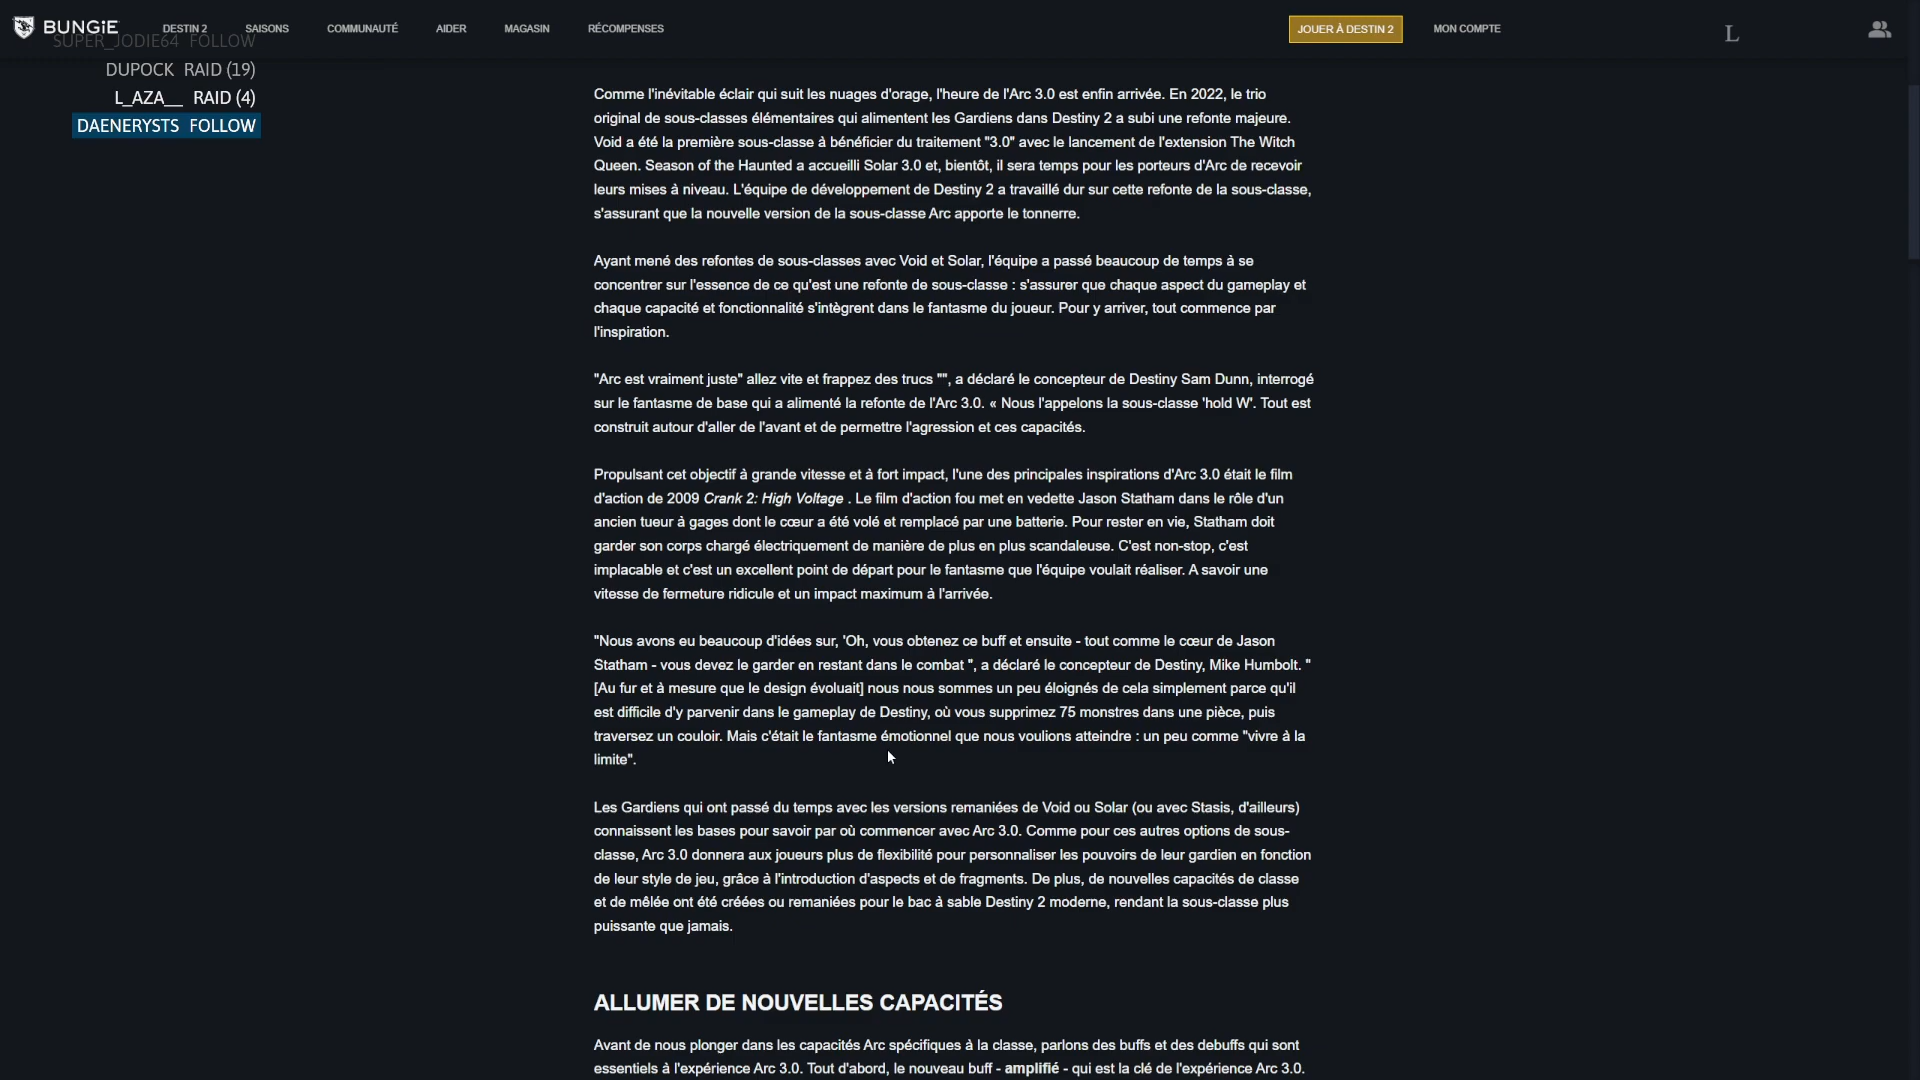 BUNGiE
DESTIN 2 SAISONS COMMUNAUTÉ AIDER MAGASIN RÉCOMPENSES JOUER À DESTIN 2 MON COMPTE L
SUPER_JODIE64 FOLLOW
DUPOCK RAID (19)
L_AZA__ RAID (4)
DAENERYSTS FOLLOW
Comme l'inévitable éclair qui suit les nuages d'orage, l'heure de l'Arc 3.0 est enfin arrivée. En 2022, le trio
original de sous-classes élémentaires qui alimentent les Gardiens dans Destiny 2 a subi une refonte majeure.
Void a été la première sous-classe à bénéficier du traitement "3.0" avec le lancement de l'extension The Witch
Queen. Season of the Haunted a accueilli Solar 3.0 et, bientôt, il sera temps pour les porteurs d'Arc de recevoir
leurs mises à niveau. L'équipe de développement de Destiny 2 a travaillé dur sur cette refonte de la sous-classe,
s'assurant que la nouvelle version de la sous-classe Arc apporte le tonnerre.
Ayant mené des refontes de sous-classes avec Void et Solar, l'équipe a passé beaucoup de temps à se
concentrer sur l'essence de ce qu'est une refonte de sous-classe : s'assurer que chaque aspect du gameplay et
chaque capacité et fonctionnalité s'intègrent dans le fantasme du joueur. Pour y arriver, tout commence par
l'inspiration.
"Arc est vraiment juste" allez vite et frappez des trucs "", a déclaré le concepteur de Destiny Sam Dunn, interrogé
sur le fantasme de base qui a alimenté la refonte de l'Arc 3.0. « Nous l'appelons la sous-classe 'hold W'. Tout est
construit autour d'aller de l'avant et de permettre l'agression et ces capacités.
Propulsant cet objectif à grande vitesse et à fort impact, l'une des principales inspirations d'Arc 3.0 était le film
d'action de 2009 Crank 2: High Voltage . Le film d'action fou met en vedette Jason Statham dans le rôle d'un
ancien tueur à gages dont le cœur a été volé et remplacé par une batterie. Pour rester en vie, Statham doit
garder son corps chargé électriquement de manière de plus en plus scandaleuse. C'est non-stop, c'est
implacable et c'est un excellent point de départ pour le fantasme que l'équipe voulait réaliser. A savoir une
vitesse de fermeture ridicule et un impact maximum à l'arrivée.
"Nous avons eu beaucoup d'idées sur, 'Oh, vous obtenez ce buff et ensuite - tout comme le cœur de Jason
Statham - vous devez le garder en restant dans le combat ", a déclaré le concepteur de Destiny, Mike Humbolt. "
[Au fur et à mesure que le design évoluait] nous nous sommes un peu éloignés de cela simplement parce qu'il
est difficile d'y parvenir dans le gameplay de Destiny, où vous supprimez 75 monstres dans une pièce, puis
traversez un couloir. Mais c'était le fantasme émotionnel que nous voulions atteindre : un peu comme "vivre à la
limite".
Les Gardiens qui ont passé du temps avec les versions remaniées de Void ou Solar (ou avec Stasis, d'ailleurs)
connaissent les bases pour savoir par où commencer avec Arc 3.0. Comme pour ces autres options de sous-
classe, Arc 3.0 donnera aux joueurs plus de flexibilité pour personnaliser les pouvoirs de leur gardien en fonction
de leur style de jeu, grâce à l'introduction d'aspects et de fragments. De plus, de nouvelles capacités de classe
et de mêlée ont été créées ou remaniées pour le bac à sable Destiny 2 moderne, rendant la sous-classe plus
puissante que jamais.
ALLUMER DE NOUVELLES CAPACITÉS
Avant de nous plonger dans les capacités Arc spécifiques à la classe, parlons des buffs et des debuffs qui sont
essentiels à l'expérience Arc 3.0. Tout d'abord, le nouveau buff - amplifié - qui est la clé de l'expérience Arc 3.0.